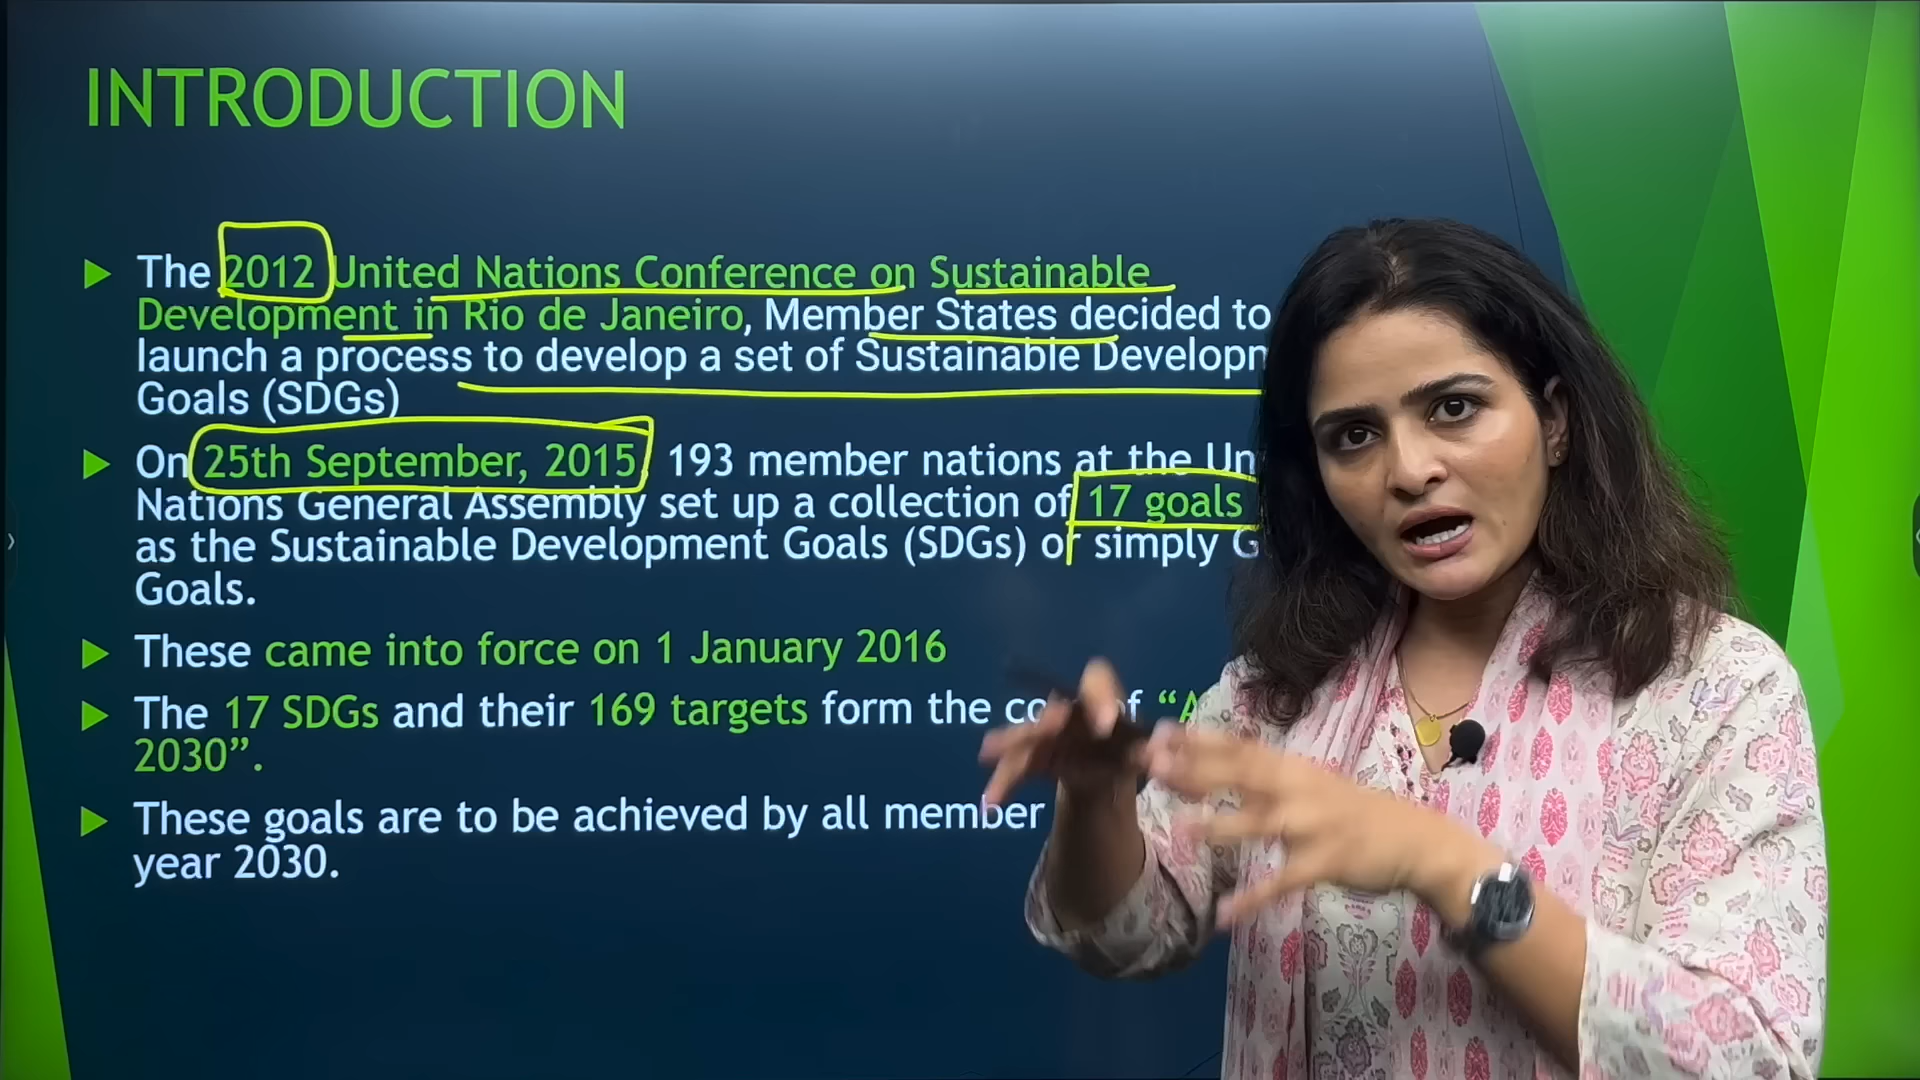 INTRODUCTION
The 2012 United Nations Conference on Sustainable
Development in Rio de Janeiro, Member States decided to
launch a process to develop a set of Sustainable Developm
Goals (SDGs)
On 25th September, 2015, 193 member nations at the Un
Nations General Assembly set up a collection of 17 goals
as the Sustainable Development Goals (SDGs) or simply G
Goals.
These came into force on 1 January 2016
The 17 SDGs and their 169 targets form the of “A
2030”.
These goals are to be achieved by all member
year 2030.